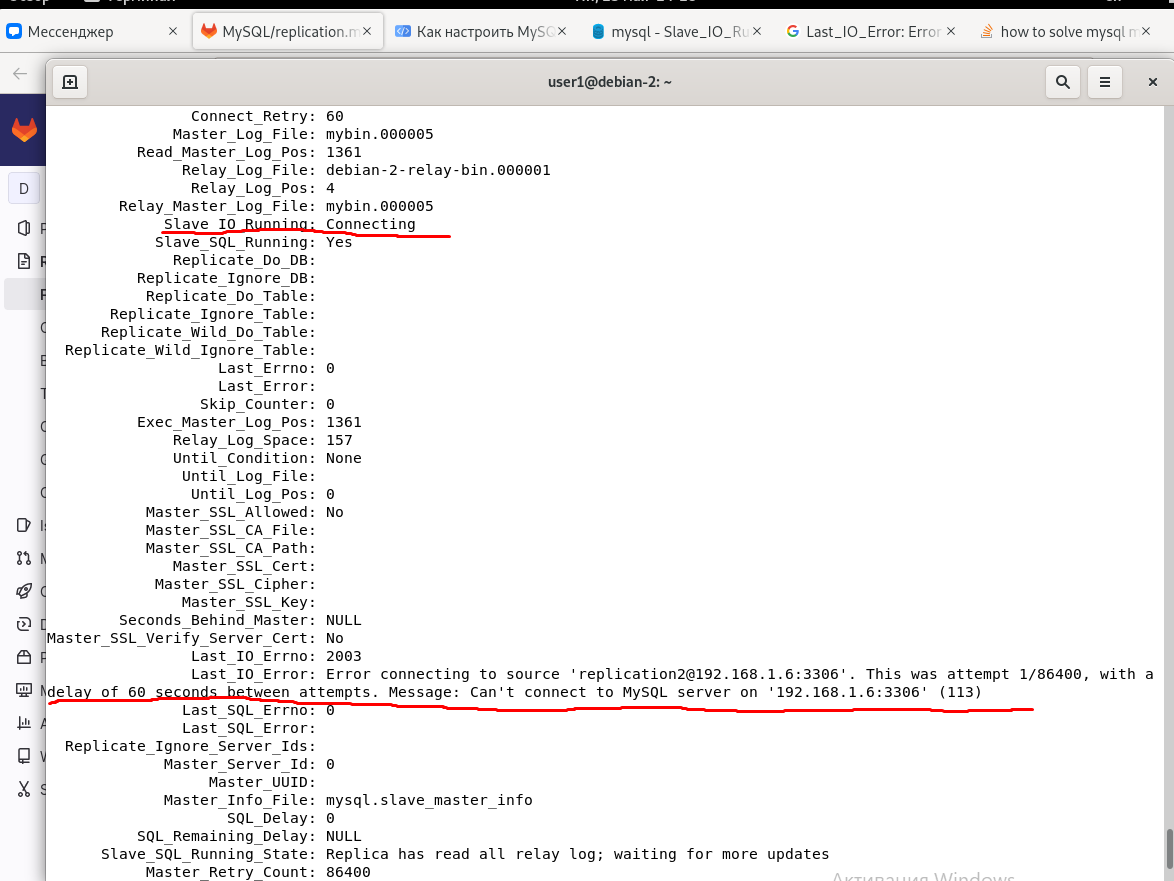 Мессенджер
MySQL/replication.m
Как настроить MySQ
mysql - Slave_IO_Ru
Last_IO_Error: Error
how to solve mysql m
user1@debian-2: ~
D
Connect_Retry: 60
Master_Log_File: mybin.000005
Read_Master_Log_Pos: 1361
Relay_Log_File: debian-2-relay-bin.000001
Relay_Log_Pos: 4
Relay_Master_Log_File: mybin.000005
Slave_IO_Running: Connecting
Slave_SQL_Running: Yes
Replicate_Do_DB:
Replicate_Ignore_DB:
Replicate_Do_Table:
Replicate_Ignore_Table:
Replicate_Wild_Do_Table:
Replicate_Wild_Ignore_Table:
Last_Errno: 0
Last_Error:
Skip_Counter: 0
Exec_Master_Log_Pos: 1361
Relay_Log_Space: 157
Until_Condition: None
Until_Log_File:
Until_Log_Pos: 0
Master_SSL_Allowed: No
Master_SSL_CA_File:
Master_SSL_CA_Path:
Master_SSL_Cert:
Master_SSL_Cipher:
Master_SSL_Key:
Seconds_Behind_Master: NULL
Master_SSL_Verify_Server_Cert: No
Last_IO_Errno: 2003
Last_IO_Error: Error connecting to source 'replication2@192.168.1.6:3306'. This was attempt 1/86400, with a
delay of 60 seconds between attempts. Message: Can't connect to MySQL server on '192.168.1.6:3306' (113)
Last_SQL_Errno: 0
Last_SQL_Error:
Replicate_Ignore_Server_Ids:
Master_Server_Id: 0
Master_UUID:
Master_Info_File: mysql.slave_master_info
SQL_Delay: 0
SQL_Remaining_Delay: NULL
Slave_SQL_Running_State: Replica has read all relay log; waiting for more updates
Master_Retry_Count: 86400
Активация Windows